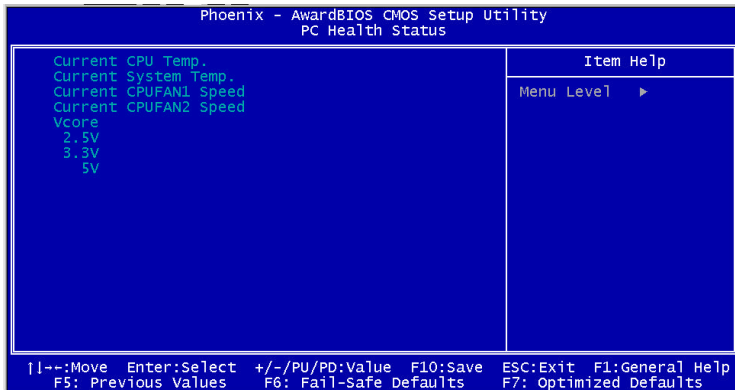 Phoenix - AwardBIOS CMOS Setup Utility
PC Health Status
Current CPU Temp.
Current System Temp.
Current CPUFAN1 Speed
Current CPUFAN2 Speed
Vcore
2.5V
3.3V
5V
Item Help
Menu Level ▶
↑↓→←:Move Enter:Select +/-/PU/PD:Value F10:Save ESC:Exit F1:General Help
F5: Previous Values F6: Fail-Safe Defaults F7: Optimized Defaults